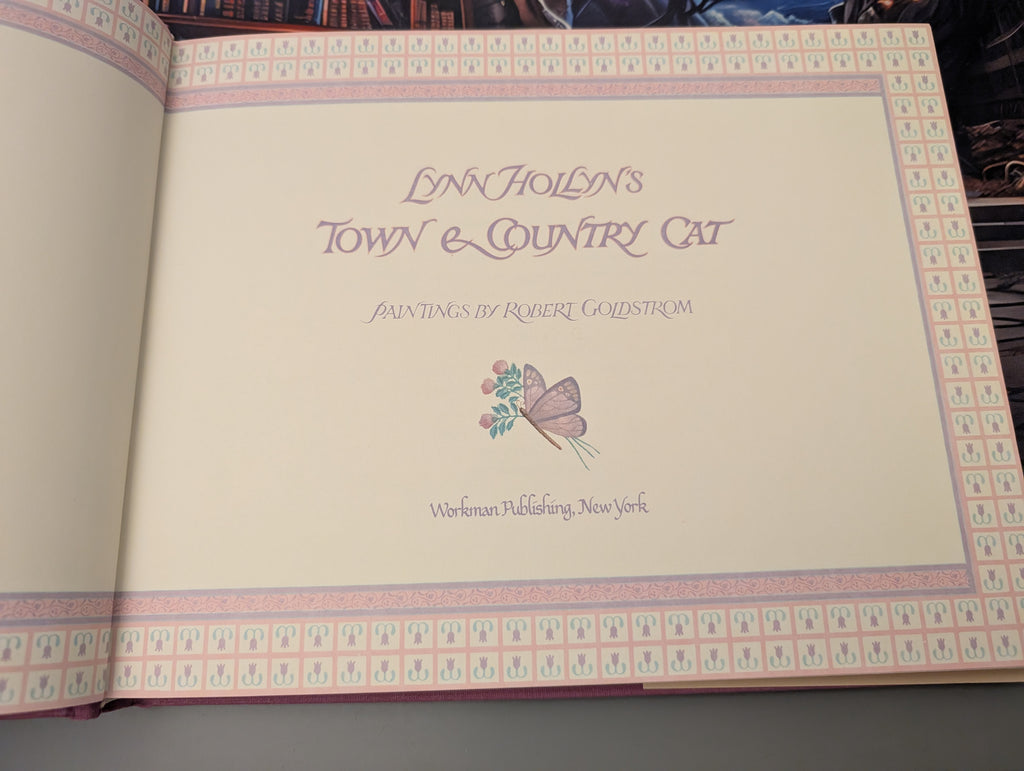 LYNN HOLLYN'S
TOWN & COUNTRY CAT
PAINTINGS BY ROBERT GOLDSTROM
Workman Publishing, New York